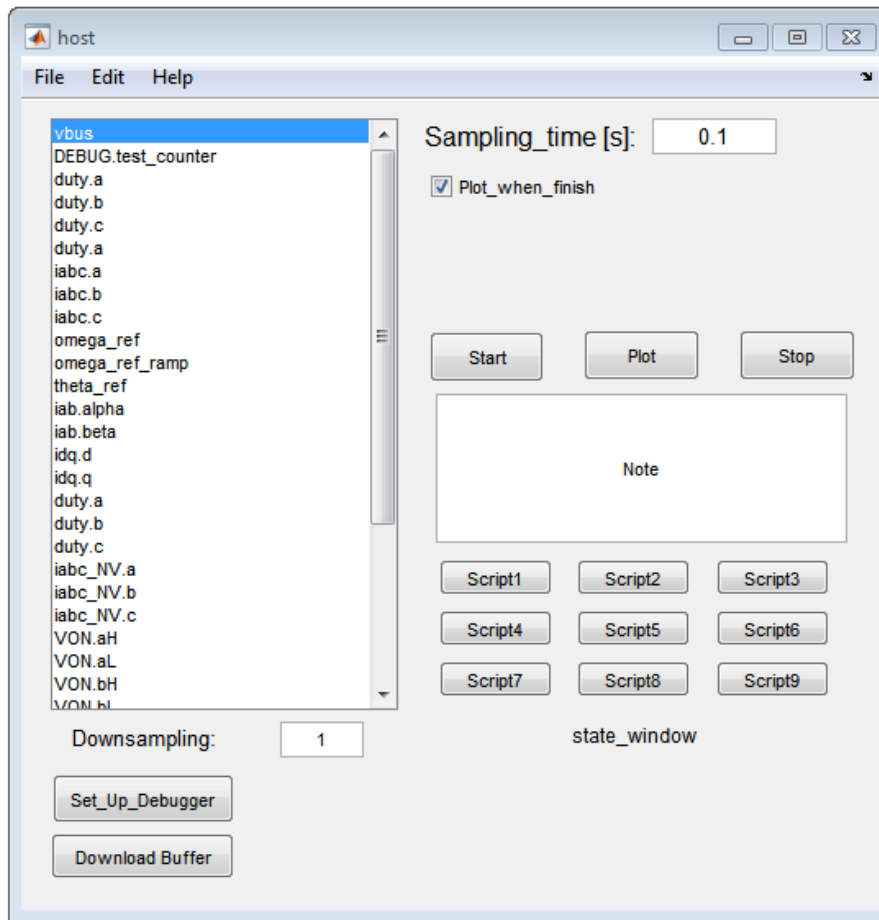 host
File Edit Help
vbus
DEBUG.test_counter
duty.a
duty.b
duty.c
duty.a
iabc.a
iabc.b
iabc.c
omega_ref
omega_ref_ramp
theta_ref
iab.alpha
iab.beta
idq.d
idq.q
duty.a
duty.b
duty.c
iabc_NV.a
iabc_NV.b
iabc_NV.c
VON.aH
VON.aL
VON.bH
VON.bL
Downsampling: 1
Set_Up_Debugger
Download Buffer
Sampling_time [s]: 0.1
Plot_when_finish
Start Plot Stop
Note
Script1 Script2 Script3
Script4 Script5 Script6
Script7 Script8 Script9
state_window